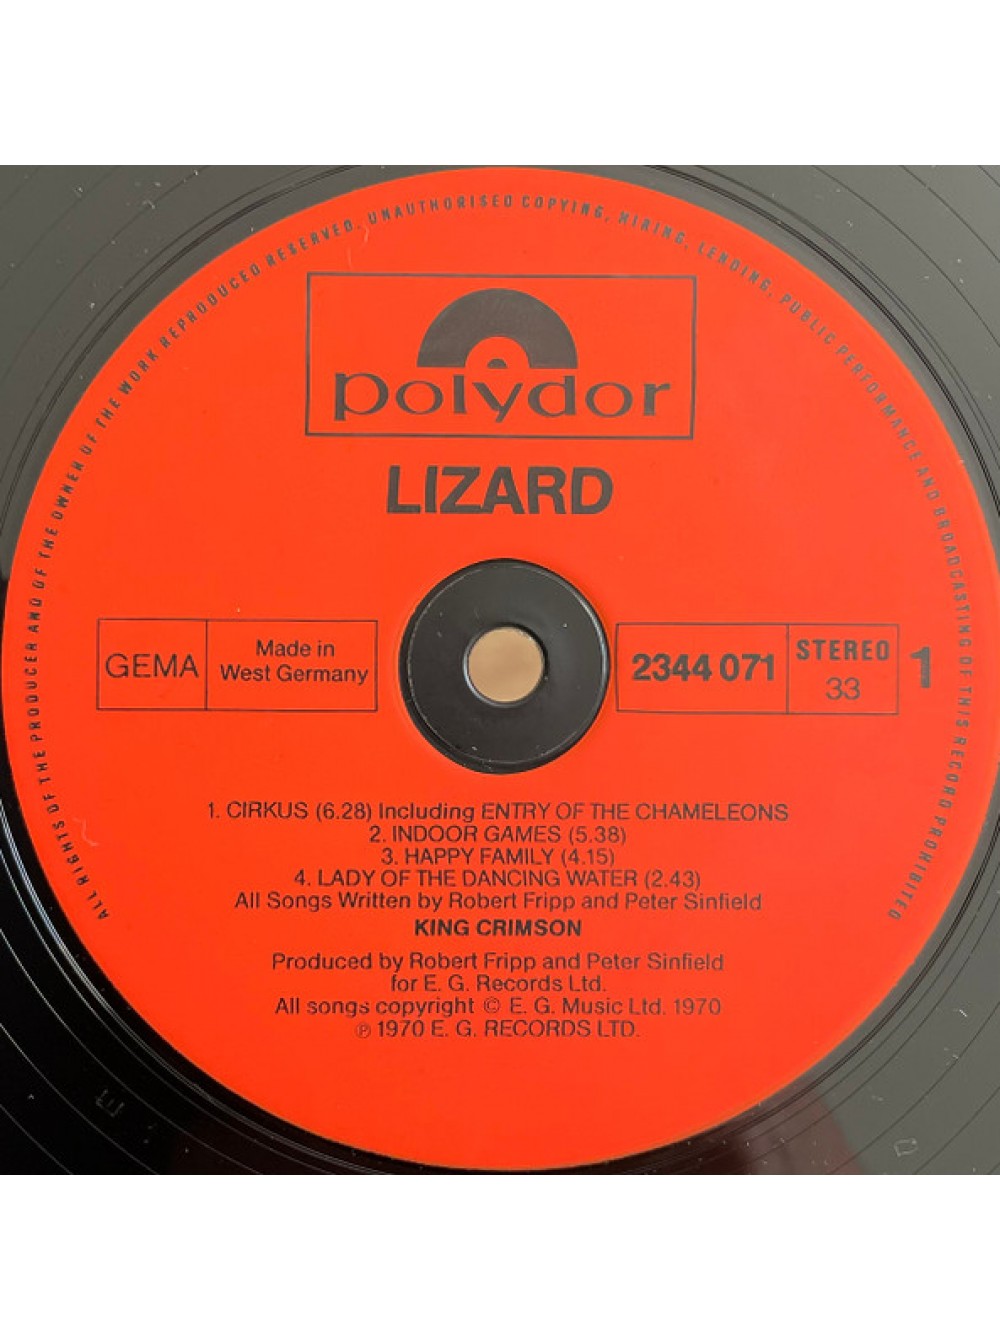 ALL RIGHTS OF THE PRODUCER AND OF THE OWNER OF THE WORK REPRODUCED RESERVED. UNAUTHORISED COPYING, HIRING, LENDING, PUBLIC PERFORMANCE AND BROADCASTING OF THIS RECORD PROHIBITED
polydor
LIZARD
GEMA
Made in
West Germany
2344 071
STEREO
33
1
1. CIRKUS (6.28) Including ENTRY OF THE CHAMELEONS
2. INDOOR GAMES (5.38)
3. HAPPY FAMILY (4.15)
4. LADY OF THE DANCING WATER (2.43)
All Songs Written by Robert Fripp and Peter Sinfield
KING CRIMSON
Produced by Robert Fripp and Peter Sinfield
for E. G. Records Ltd.
All songs copyright © E. G. Music Ltd. 1970
℗ 1970 E. G. RECORDS LTD.